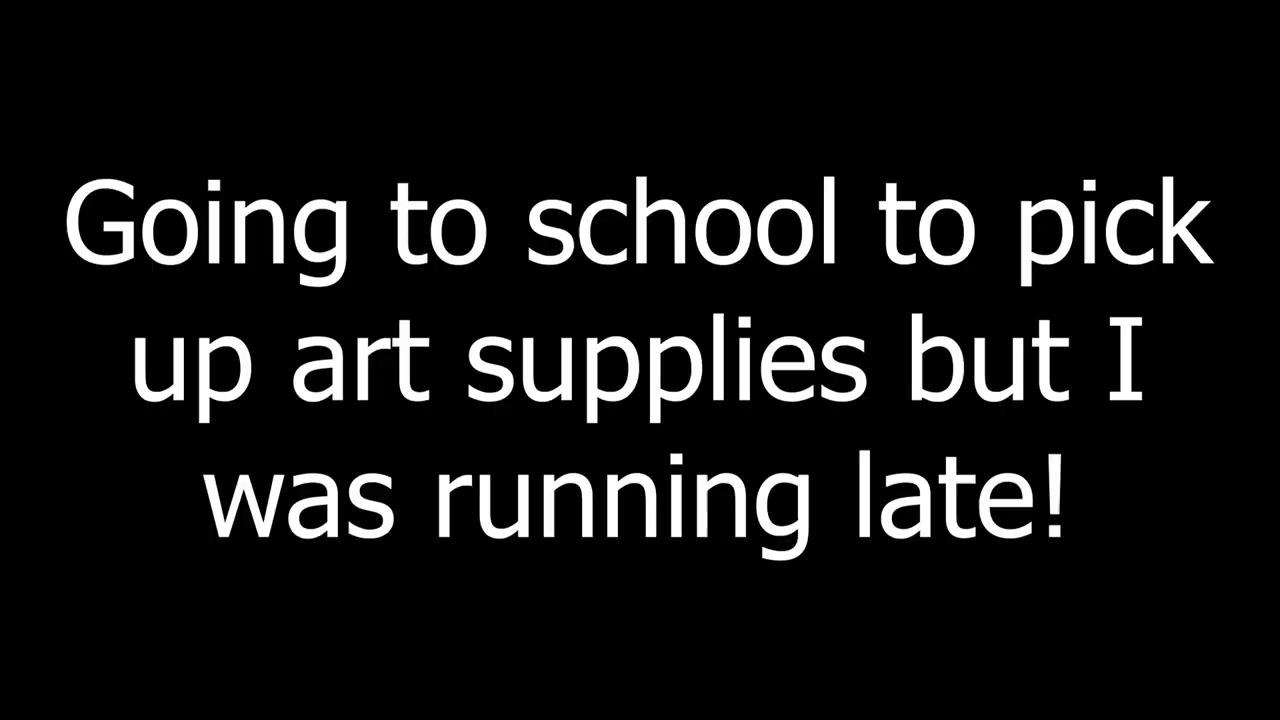 Going to school to pick
up art supplies but I
was running late!